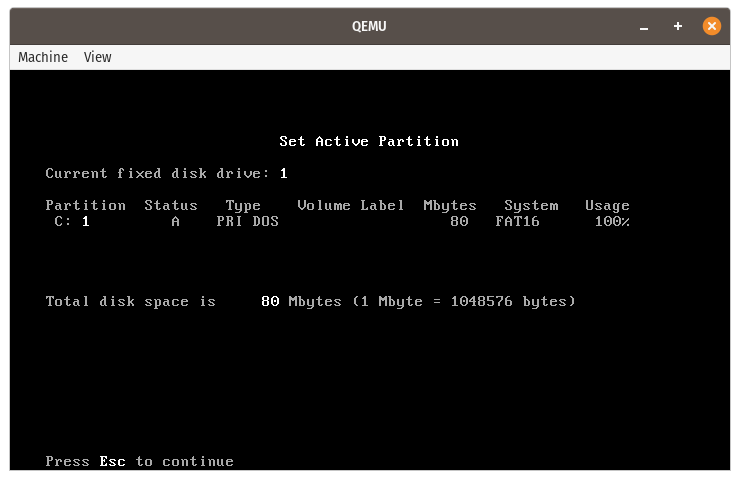 QEMU
Machine View
Set Active Partition
Current fixed disk drive: 1
Partition Status Type Volume Label Mbytes System Usage
C: 1 A PRI DOS 80 FAT16 100%
Total disk space is 80 Mbytes (1 Mbyte = 1048576 bytes)
Press Esc to continue